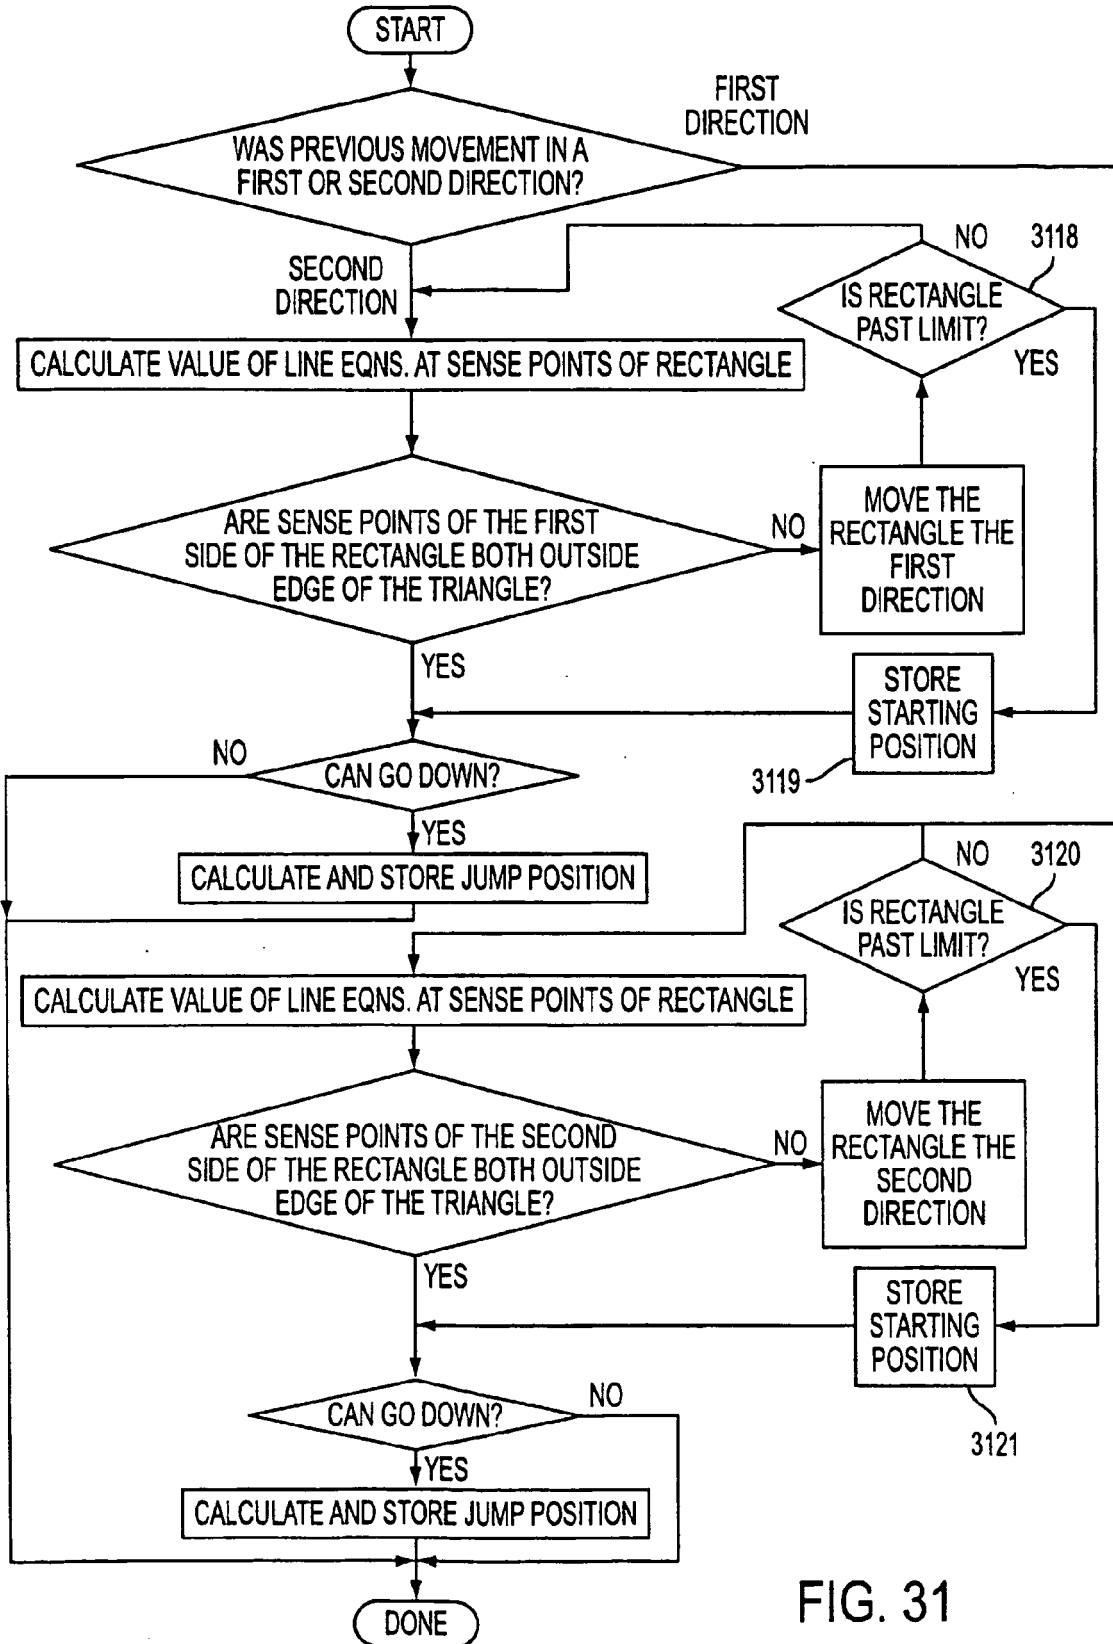 START
FIRST
DIRECTION
WAS PREVIOUS MOVEMENT IN A
FIRST OR SECOND DIRECTION?
SECOND
DIRECTION
NO
3118
IS RECTANGLE
PAST LIMIT?
YES
CALCULATE VALUE OF LINE EQNS. AT SENSE POINTS OF RECTANGLE
ARE SENSE POINTS OF THE FIRST
SIDE OF THE RECTANGLE BOTH OUTSIDE
EDGE OF THE TRIANGLE?
NO
MOVE THE
RECTANGLE THE
FIRST
DIRECTION
YES
STORE
STARTING
POSITION
3119
NO
CAN GO DOWN?
YES
CALCULATE AND STORE JUMP POSITION
NO
3120
IS RECTANGLE
PAST LIMIT?
YES
CALCULATE VALUE OF LINE EQNS. AT SENSE POINTS OF RECTANGLE
ARE SENSE POINTS OF THE SECOND
SIDE OF THE RECTANGLE BOTH OUTSIDE
EDGE OF THE TRIANGLE?
NO
MOVE THE
RECTANGLE THE
SECOND
DIRECTION
YES
STORE
STARTING
POSITION
3121
CAN GO DOWN?
NO
YES
CALCULATE AND STORE JUMP POSITION
DONE
FIG. 31